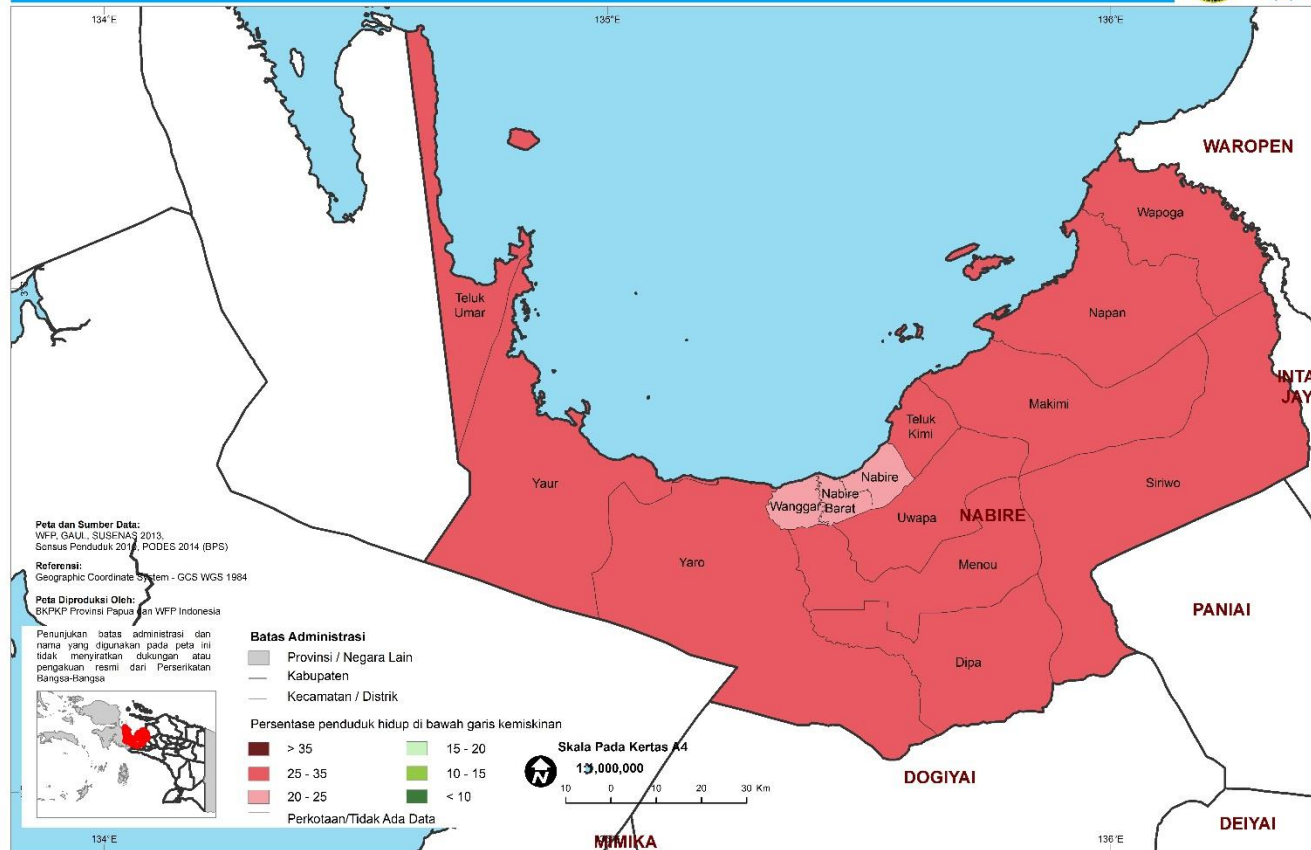 134°E
135°E
136°E
WAROPEN
Wapoga
Teluk
Umar
Napan
INTA
JAY
Makimi
Teluk
Kimi
Nabire
Siriwo
Yaur
Wanggar
Nabire
Barat
Uwapa
NABIRE
Yaro
Menou
PANIAI
Dipa
DOGIYAI
DEIYAI
MIMIKA
Peta dan Sumber Data:
WFP, GAUL, SUSENAS 2013,
Sensus Penduduk 2010, PODES 2014 (BPS)
Referensi:
Geographic Coordinate System - GCS WGS 1984
Peta Diproduksi Oleh:
BKPKP Provinsi Papua dan WFP Indonesia
Penunjukan batas administrasi dan
nama yang digunakan pada peta ini
tidak menyiratkan dukungan atau
pengakuan resmi dari Perserikatan
Bangsa-Bangsa
Batas Administrasi
Provinsi / Negara Lain
Kabupaten
Kecamatan / Distrik
Persentase penduduk hidup di bawah garis kemiskinan
> 35
25 - 35
20 - 25
15 - 20
10 - 15
< 10
Perkotaan/Tidak Ada Data
N
Skala Pada Kertas A4
10 0 10 20 30 Km
134°E
136°E